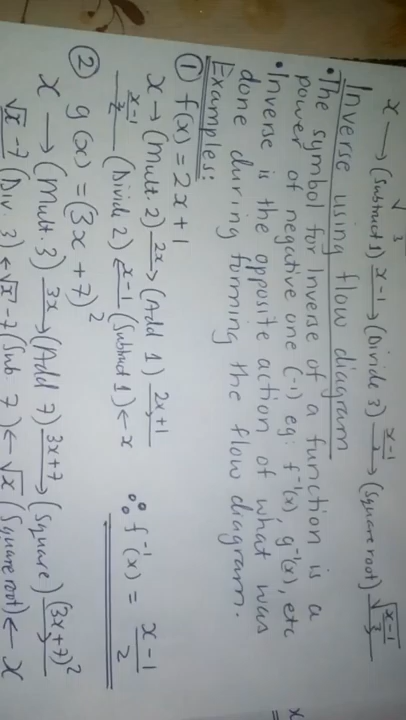 √
3
x → (Subtract 1) x-1 → (Divide 3) x-1/3 → (Square root) √x-1/3
Inverse using flow diagram
• The symbol for Inverse of a function is a
power of negative one (-1) eg: f⁻¹(x), g⁻¹(x), etc
• Inverse is the opposite action of what was
done during forming the flow diagram.
Examples:
① f(x) = 2x + 1
x → (Mult. 2) 2x → (Add 1) 2x+1
x-1/2 (Divide 2) ← x-1 (Subtract 1) ← x
∴ f⁻¹(x) = x-1/2
② g(x) = (3x + 7)²
x → (Mult. 3) 3x → (Add 7) 3x+7 → (Square) (3x+7)²
√x -7 (Div. 3) ← √x -7 (Sub. 7) ← √x (Square root) ← x
x
=